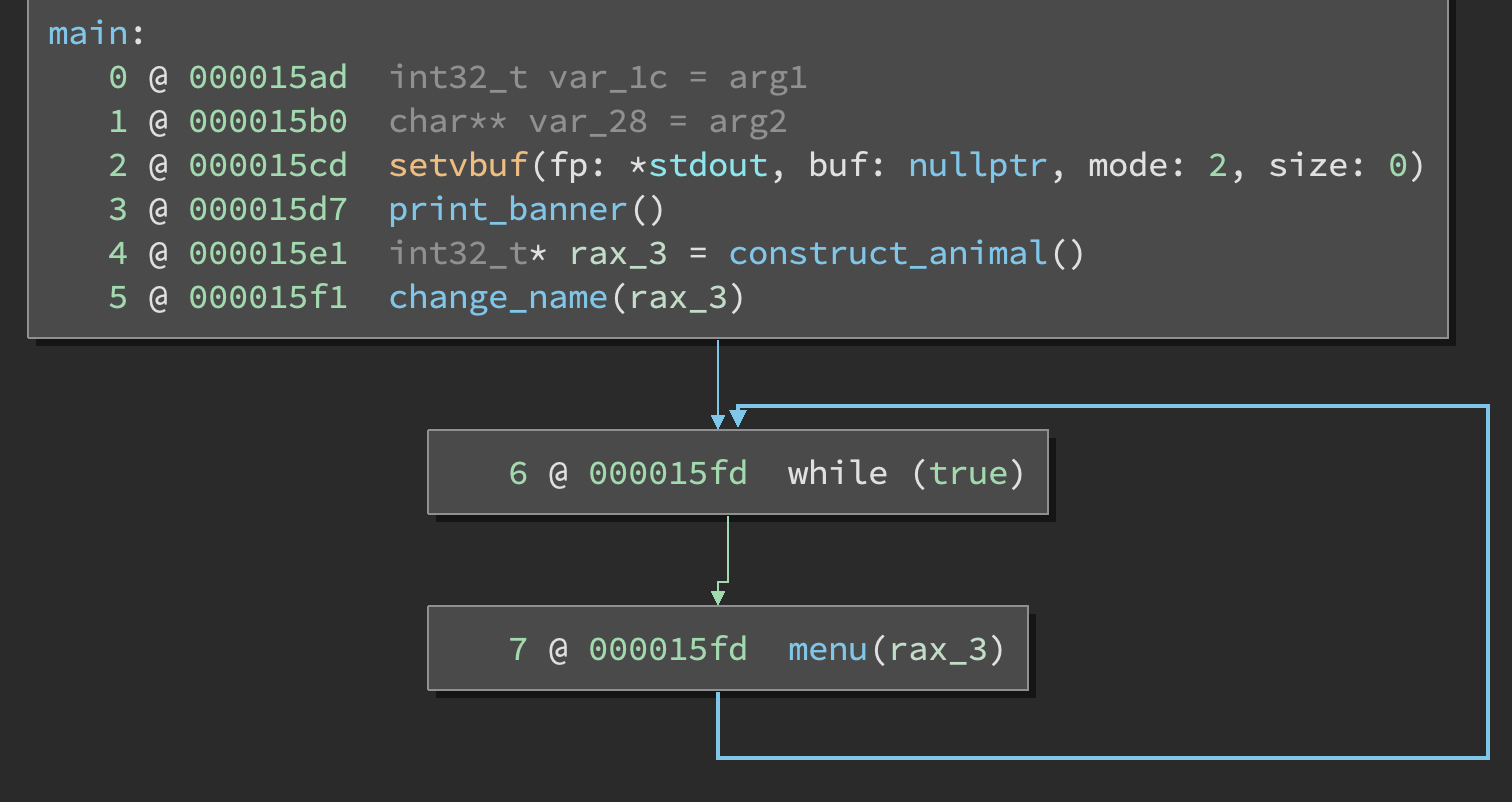 main:
0 @ 000015ad int32_t var_1c = arg1
1 @ 000015b0 char** var_28 = arg2
2 @ 000015cd setvbuf(fp: *stdout, buf: nullptr, mode: 2, size: 0)
3 @ 000015d7 print_banner()
4 @ 000015e1 int32_t* rax_3 = construct_animal()
5 @ 000015f1 change_name(rax_3)
6 @ 000015fd while (true)
7 @ 000015fd menu(rax_3)